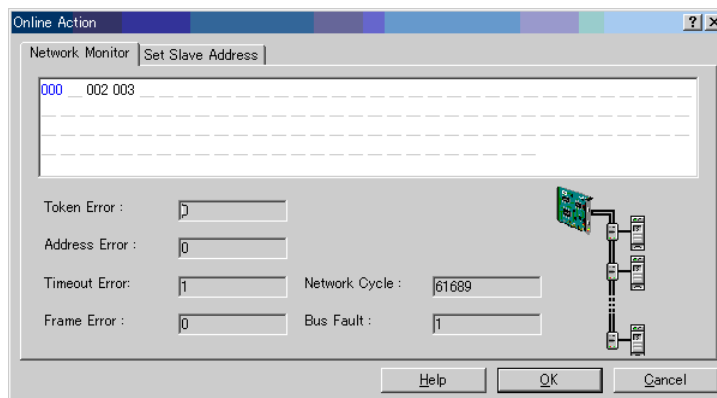 Online Action
Network Monitor Set Slave Address
000 __ 002 003
Token Error :
Address Error : 0
Timeout Error: 1 Network Cycle : 61689
Frame Error : 0 Bus Fault : 1
Help OK Cancel